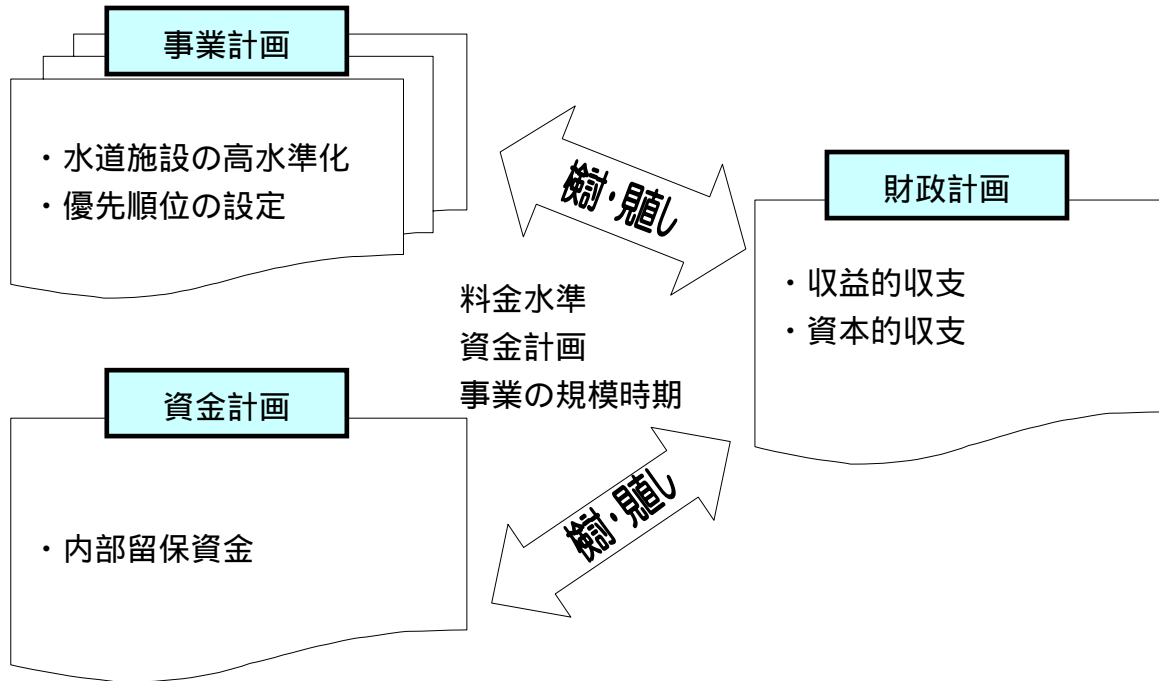 事業計画
・水道施設の高水準化
・優先順位の設定
検討・見直し
財政計画
・収益的収支
・資本的収支
料金水準
資金計画
事業の規模時期
資金計画
・内部留保資金
検討・見直し